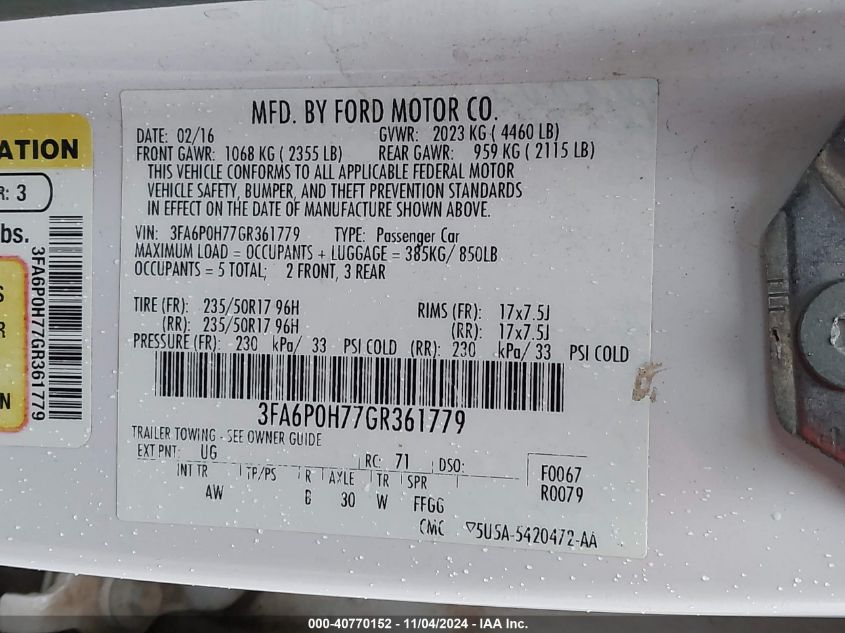 MFD. BY FORD MOTOR CO.
DATE: 02/16 GVWR: 2023 KG ( 4460 LB)
FRONT GAWR: 1068 KG ( 2355 LB) REAR GAWR: 959 KG ( 2115 LB)
THIS VEHICLE CONFORMS TO ALL APPLICABLE FEDERAL MOTOR
VEHICLE SAFETY, BUMPER, AND THEFT PREVENTION STANDARDS
IN EFFECT ON THE DATE OF MANUFACTURE SHOWN ABOVE.
VIN: 3FA6P0H77GR361779 TYPE: Passenger Car
MAXIMUM LOAD = OCCUPANTS + LUGGAGE = 385KG/ 850LB
OCCUPANTS = 5 TOTAL; 2 FRONT, 3 REAR
TIRE (FR): 235/50R17 96H RIMS (FR): 17x7.5J
(RR): 235/50R17 96H (RR): 17x7.5J
PRESSURE (FR): 230 kPa/ 33 PSI COLD (RR): 230 kPa/ 33 PSI COLD
3FA6P0H77GR361779
TRAILER TOWING - SEE OWNER GUIDE
EXT PNT: UG RC: 71 DSO: F0067
INT TR TP/PS R AXLE TR SPR R0079
AW B 30 W FFGG
CMC 5U5A-5420472-AA
ATION
R: 3
bs.
S
R
N
3FA6P0H77GR361779
000-40770152 - 11/04/2024 - IAA Inc.